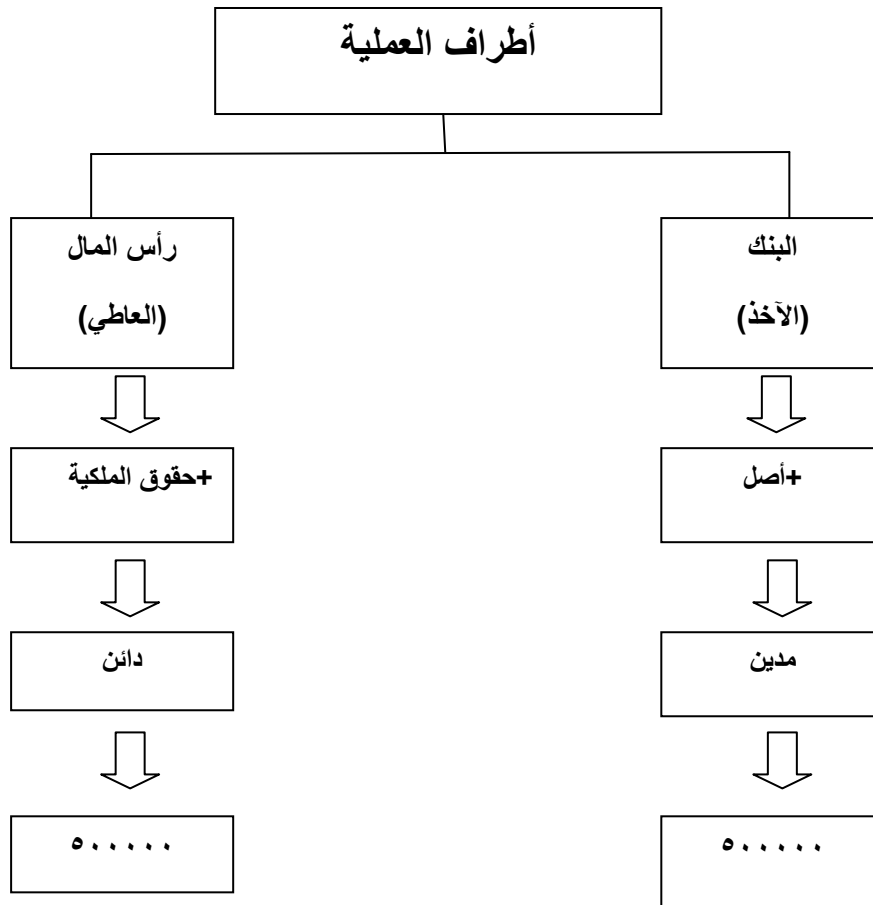 أطراف العملية
البنك
(الآخذ)
+أصل
مدين
٥٠٠٠٠٠
رأس المال
(العاطي)
+حقوق الملكية
دائن
٥٠٠٠٠٠